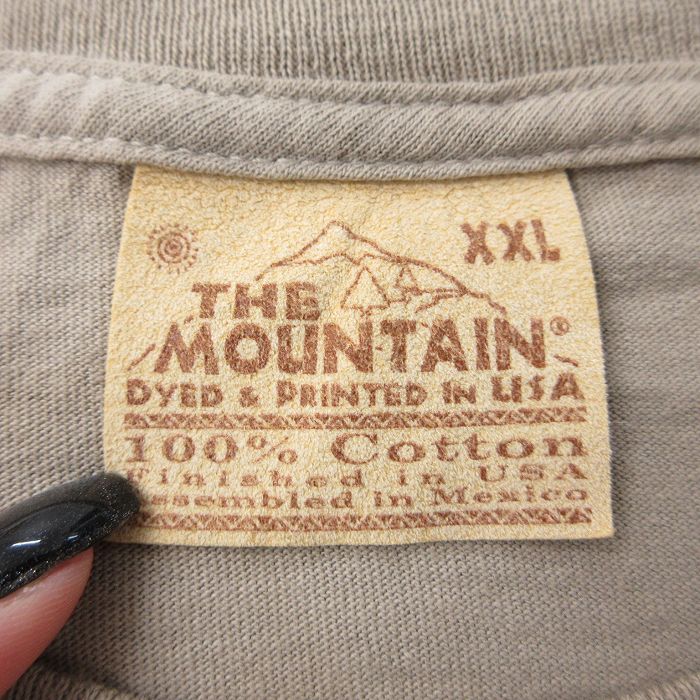 XXL
THE
MOUNTAIN®
DYED & PRINTED IN USA
100% Cotton
Finished in USA
Assembled in Mexico